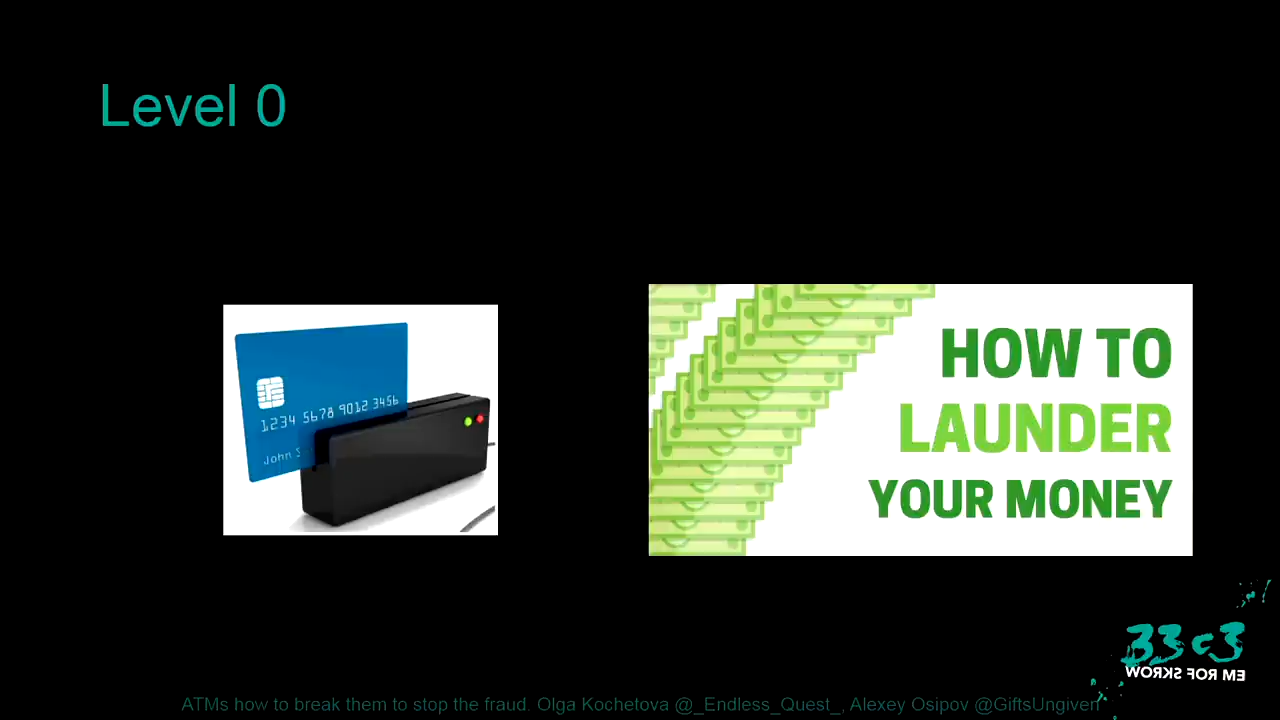 Level 0
1234 5678 9012 3456
John S
HOW TO
LAUNDER
YOUR MONEY
33c3
WORKS FOR ME
ATMs how to break them to stop the fraud. Olga Kochetova @_Endless_Quest_, Alexey Osipov @GiftsUngiven